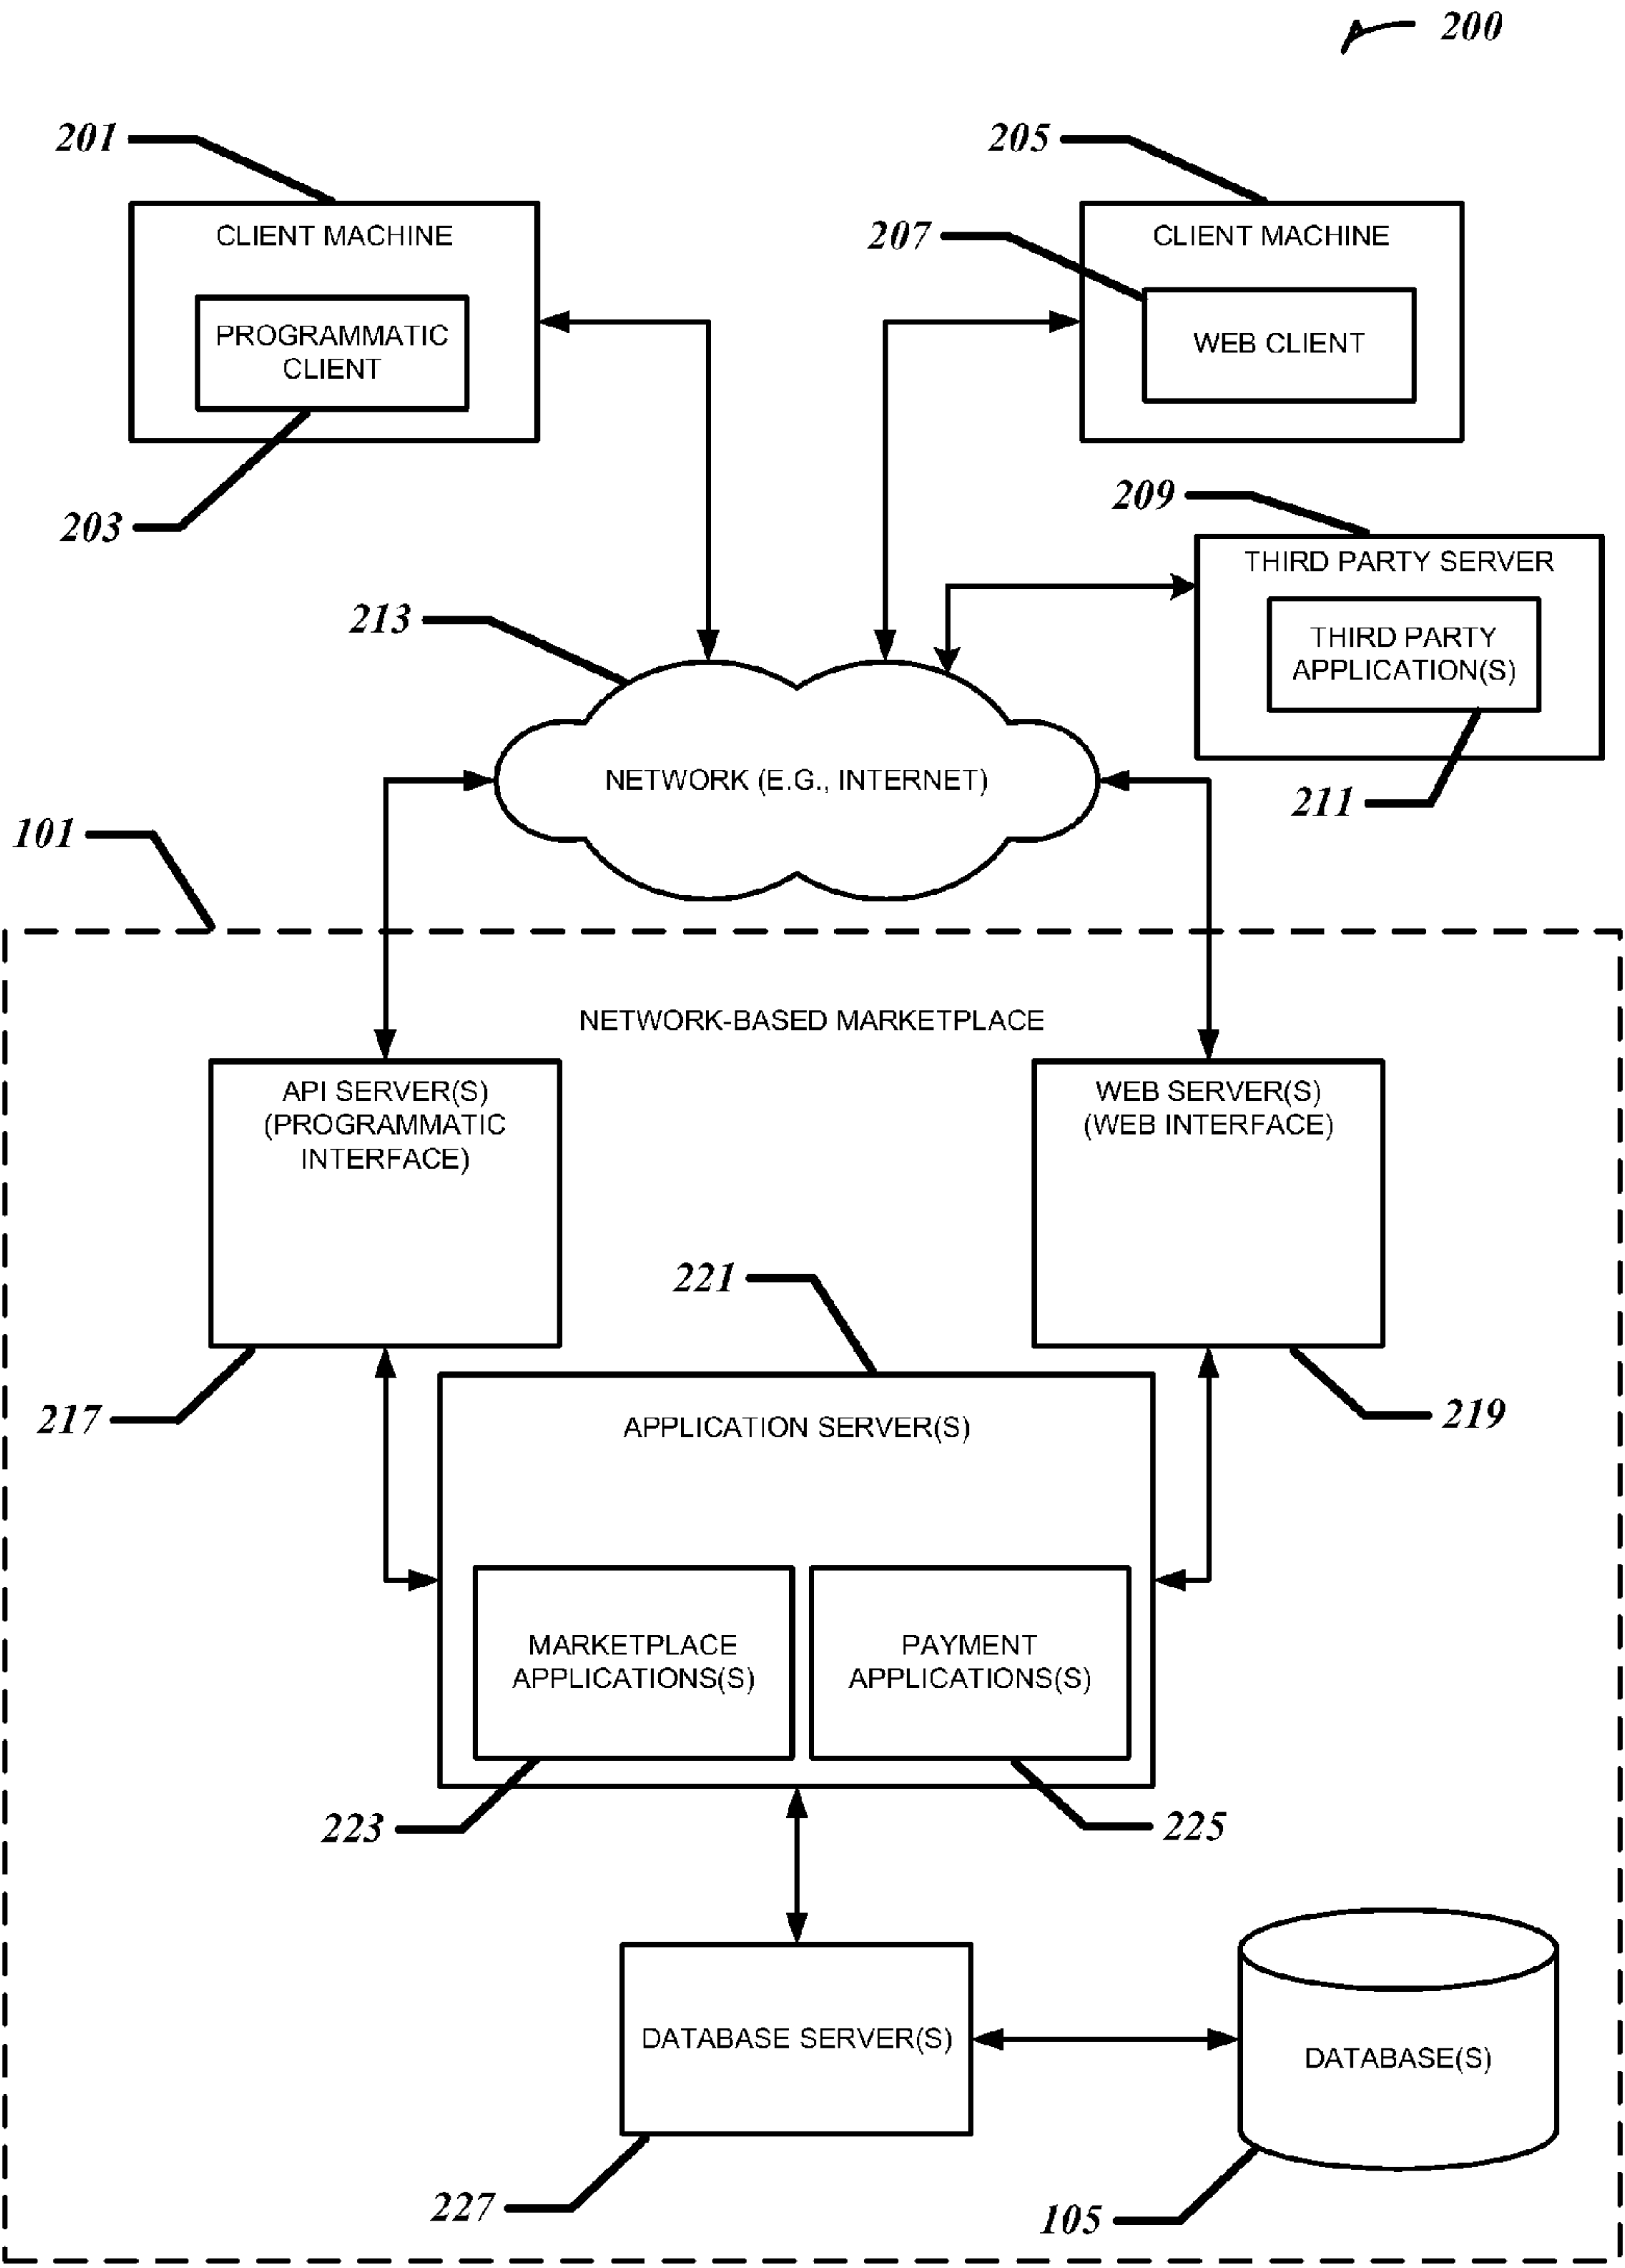 200
201
205
CLIENT MACHINE
207
CLIENT MACHINE
PROGRAMMATIC
CLIENT
WEB CLIENT
203
209
THIRD PARTY SERVER
213
THIRD PARTY
APPLICATION(S)
NETWORK (E.G., INTERNET)
211
101
NETWORK-BASED MARKETPLACE
API SERVER(S)
(PROGRAMMATIC
INTERFACE)
WEB SERVER(S)
(WEB INTERFACE)
221
217
219
APPLICATION SERVER(S)
MARKETPLACE
APPLICATIONS(S)
PAYMENT
APPLICATIONS(S)
223
225
DATABASE SERVER(S)
DATABASE(S)
227
105